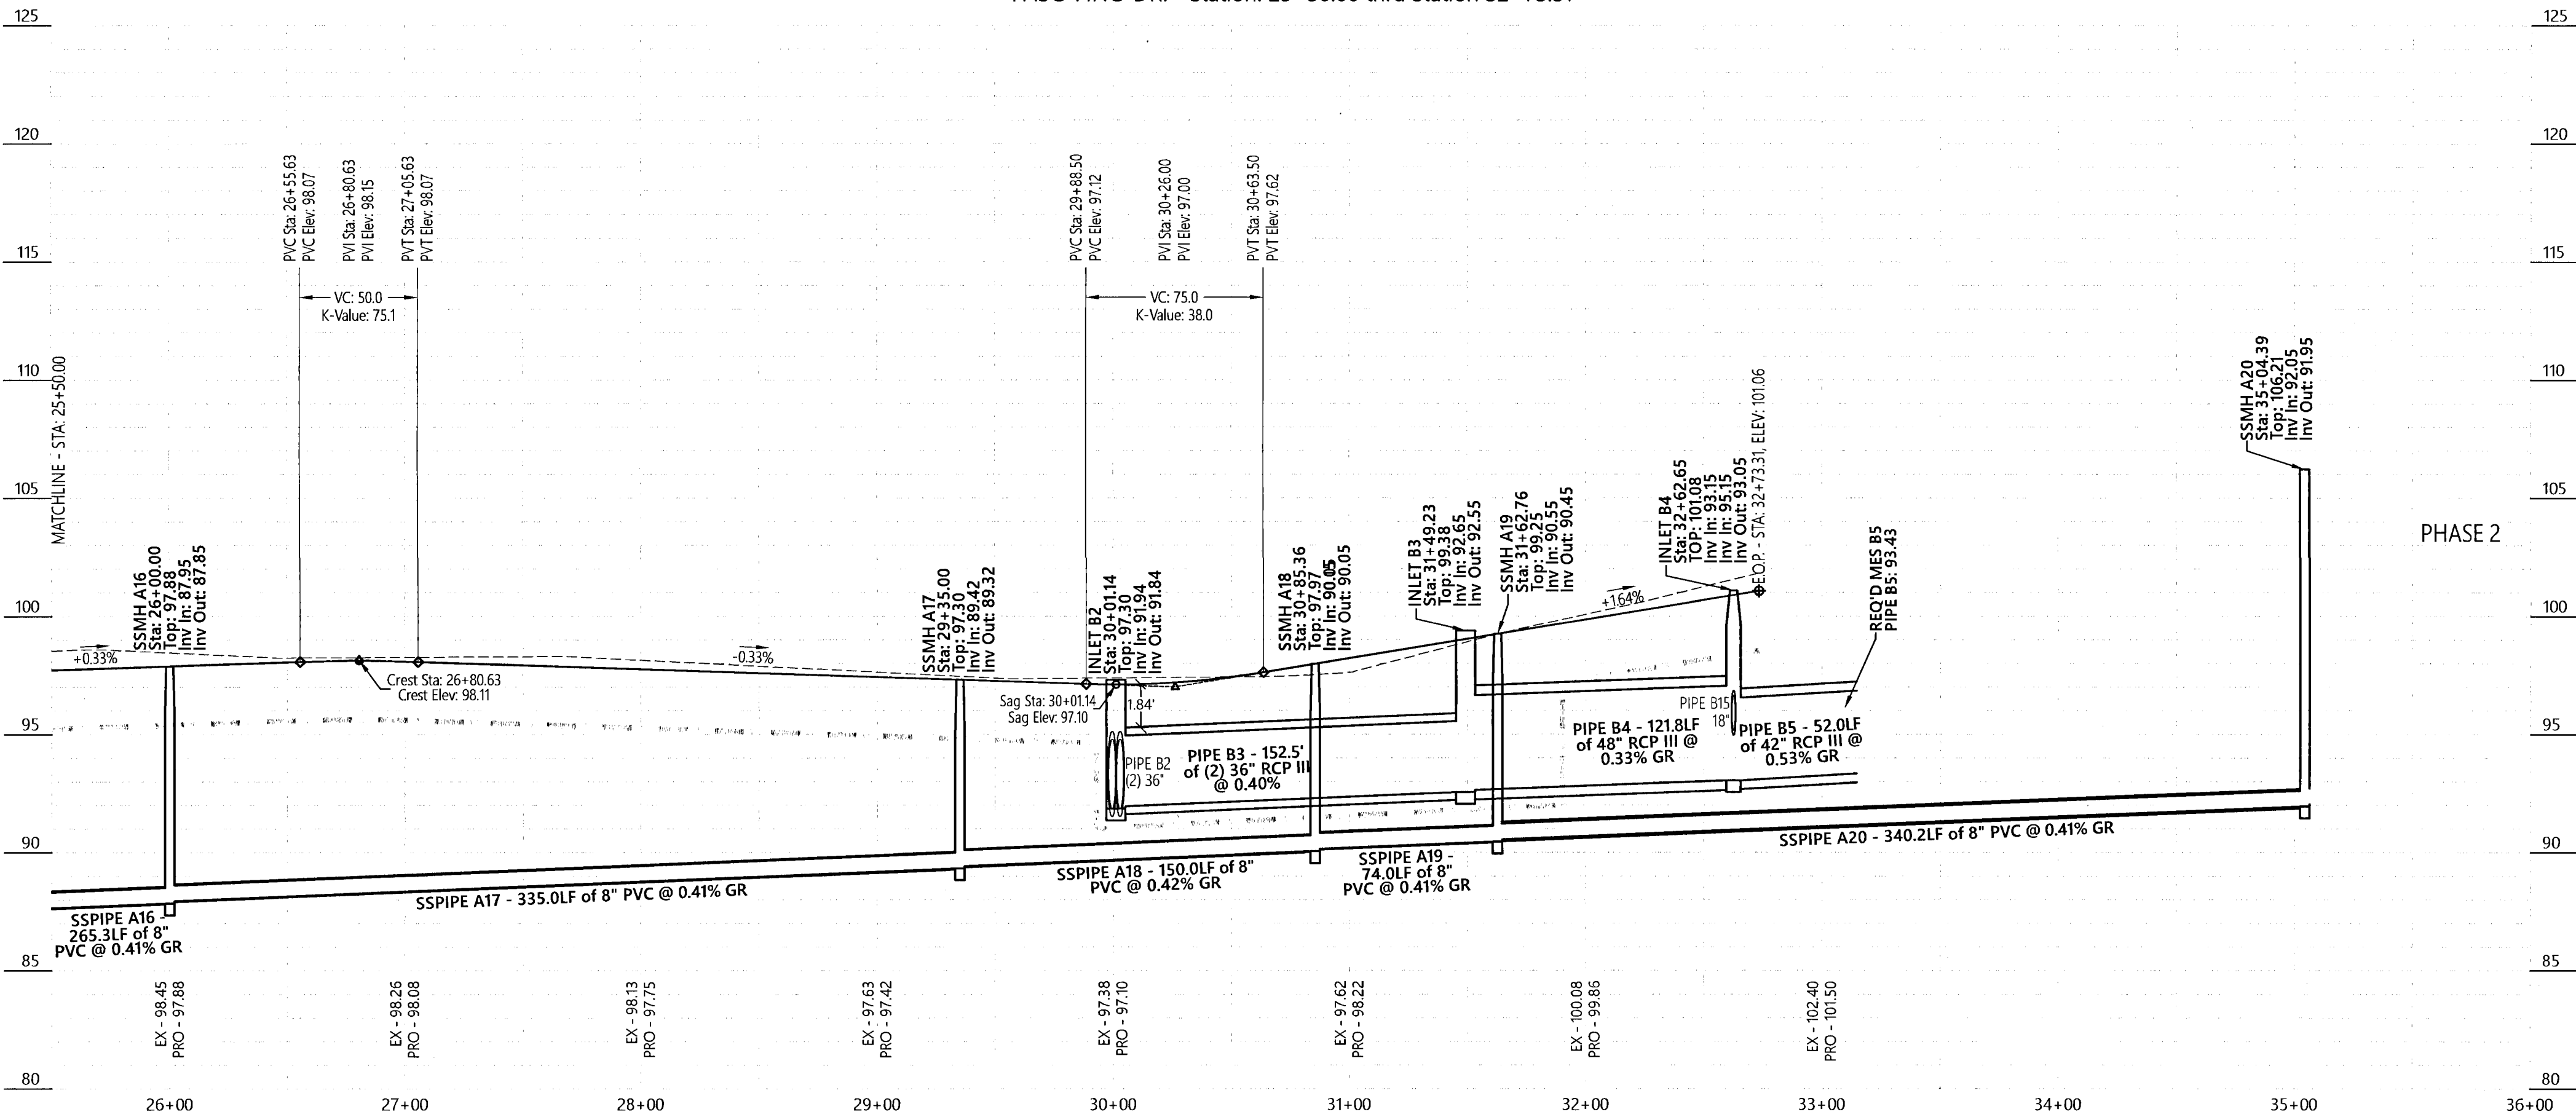 125
125
120
120
115
115
110
110
105
105
100
100
95
95
90
90
85
85
80
80
MATCHLINE - STA: 25+50.00
+0.33%
SSMH A16
Sta: 26+00.00
Top: 97.88
Inv In: 87.95
Inv Out: 87.85
PVC Sta: 26+55.63
PVC Elev: 98.07
PVI Sta: 26+80.63
PVI Elev: 98.15
PVT Sta: 27+05.63
PVT Elev: 98.07
VC: 50.0
K-Value: 75.1
Crest Sta: 26+80.63
Crest Elev: 98.11
-0.33%
SSMH A17
Sta: 29+35.00
Top: 97.30
Inv In: 89.42
Inv Out: 89.32
PVC Sta: 29+88.50
PVC Elev: 97.12
PVI Sta: 30+26.00
PVI Elev: 97.00
PVT Sta: 30+63.50
PVT Elev: 97.62
VC: 75.0
K-Value: 38.0
Sag Sta: 30+01.14
Sag Elev: 97.10
INLET B2
Sta: 30+01.14
Top: 97.30
Inv In: 91.94
Inv Out: 91.84
1.84'
PIPE B2
(2) 36"
PIPE B3 - 152.5'
of (2) 36" RCP III
@ 0.40%
SSMH A18
Sta: 30+85.36
Top: 97.97
Inv Out: 90.05
INLET B3
Sta: 31+49.23
Top: 99.38
Inv In: 92.65
Inv Out: 92.55
SSMH A19
Sta: 31+62.76
Top: 99.25
Inv In: 90.55
Inv Out: 90.45
+1.64%
INLET B4
Sta: 32+62.65
TOP: 101.08
Inv In: 93.15
Inv In: 95.15
Inv Out: 93.05
E.O.P. - STA: 32+73.31, ELEV: 101.06
PIPE B15
18"
PIPE B4 - 121.8LF
of 48" RCP III @
0.33% GR
PIPE B5 - 52.0LF
of 42" RCP III @
0.53% GR
REQ'D MES B5
PIPE B5: 93.43
SSMH A20
Sta: 35+04.39
Top: 106.21
Inv In: 92.05
Inv Out: 91.95
PHASE 2
SSPIPE A16 -
265.3LF of 8"
PVC @ 0.41% GR
SSPIPE A17 - 335.0LF of 8" PVC @ 0.41% GR
SSPIPE A18 - 150.0LF of 8"
PVC @ 0.42% GR
SSPIPE A19 -
74.0LF of 8"
PVC @ 0.41% GR
SSPIPE A20 - 340.2LF of 8" PVC @ 0.41% GR
EX - 98.45
PRO - 97.88
EX - 98.26
PRO - 98.08
EX - 98.13
PRO - 97.75
EX - 97.63
PRO - 97.42
EX - 97.38
PRO - 97.10
EX - 97.62
PRO - 98.22
EX - 100.08
PRO - 99.86
EX - 102.40
PRO - 101.50
26+00
27+00
28+00
29+00
30+00
31+00
32+00
33+00
34+00
35+00
36+00